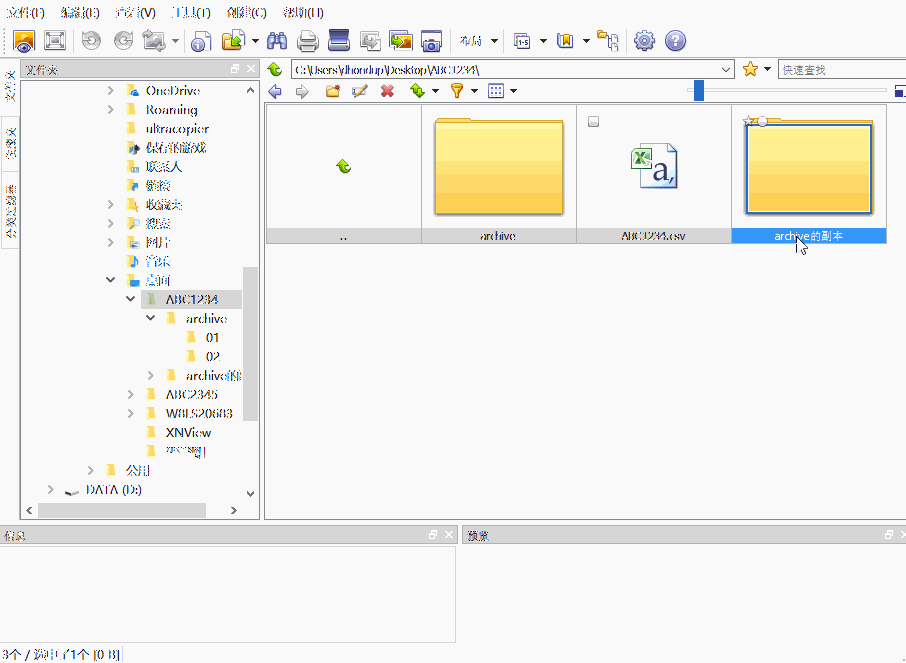 文件(F) 编辑(E) 查看(V) 工具(T) 创建(C) 帮助(H)
布局
文件夹
C:\Users\dhondup\Desktop\ABC1234\
快速查找
文件夹
收藏夹
分类过滤器
OneDrive
Roaming
ultracopier
保存的游戏
联系人
链接
收藏夹
搜索
图片
音乐
桌面
ABC1234
archive
01
02
archive的
ABC2345
W8LS20683
XNView
公用
DATA (D:)
..
archive
ABC1234.csv
archive的副本
信息
预览
3个 / 选中了1个 [0 B]